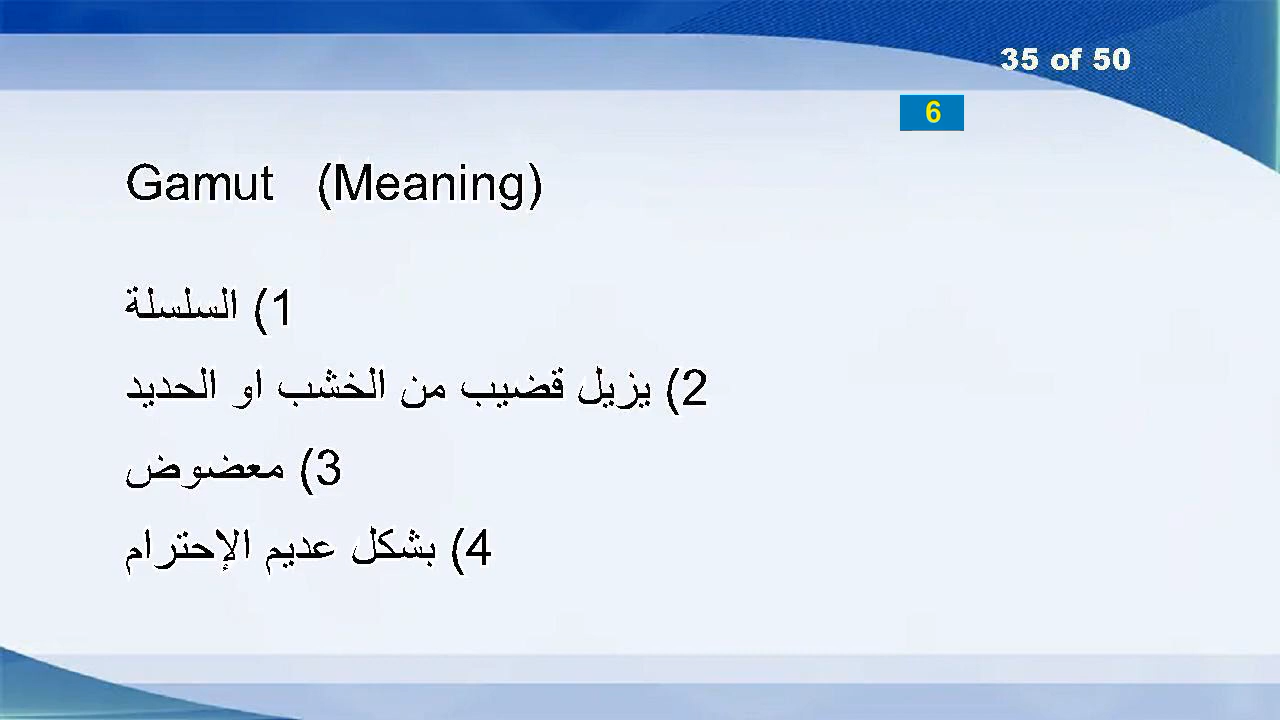 35 of 50
6
Gamut (Meaning)
1) السلسلة
2) يزيل قضيب من الخشب او الحديد
3) معضوض
4) بشكل عديم الإحترام